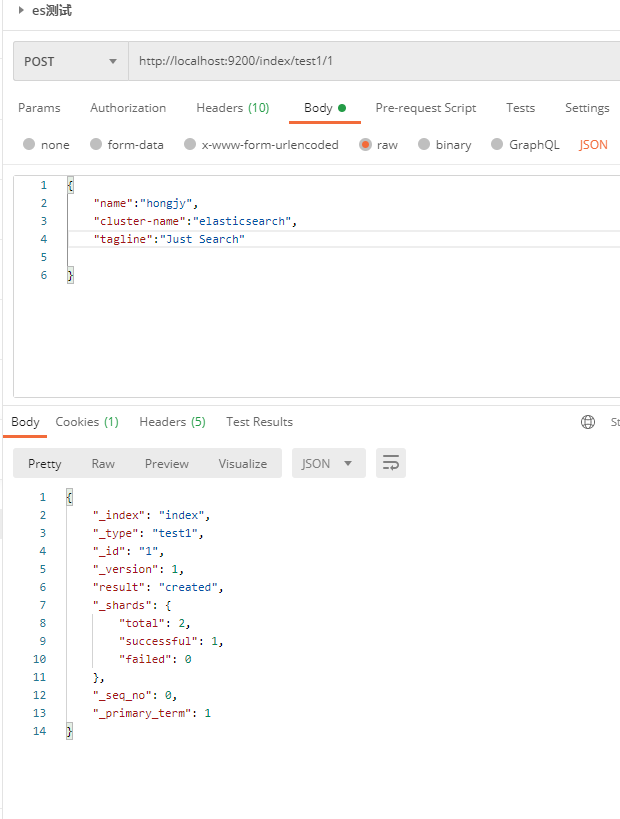 es测试
POST http://localhost:9200/index/test1/1
Params Authorization Headers (10) Body Pre-request Script Tests Settings
none form-data x-www-form-urlencoded raw binary GraphQL JSON
1 {
2 "name":"hongjy",
3 "cluster-name":"elasticsearch",
4 "tagline":"Just Search"
5
6 }
Body Cookies (1) Headers (5) Test Results St
Pretty Raw Preview Visualize JSON
1 {
2 "_index": "index",
3 "_type": "test1",
4 "_id": "1",
5 "_version": 1,
6 "result": "created",
7 "_shards": {
8 "total": 2,
9 "successful": 1,
10 "failed": 0
11 },
12 "_seq_no": 0,
13 "_primary_term": 1
14 }